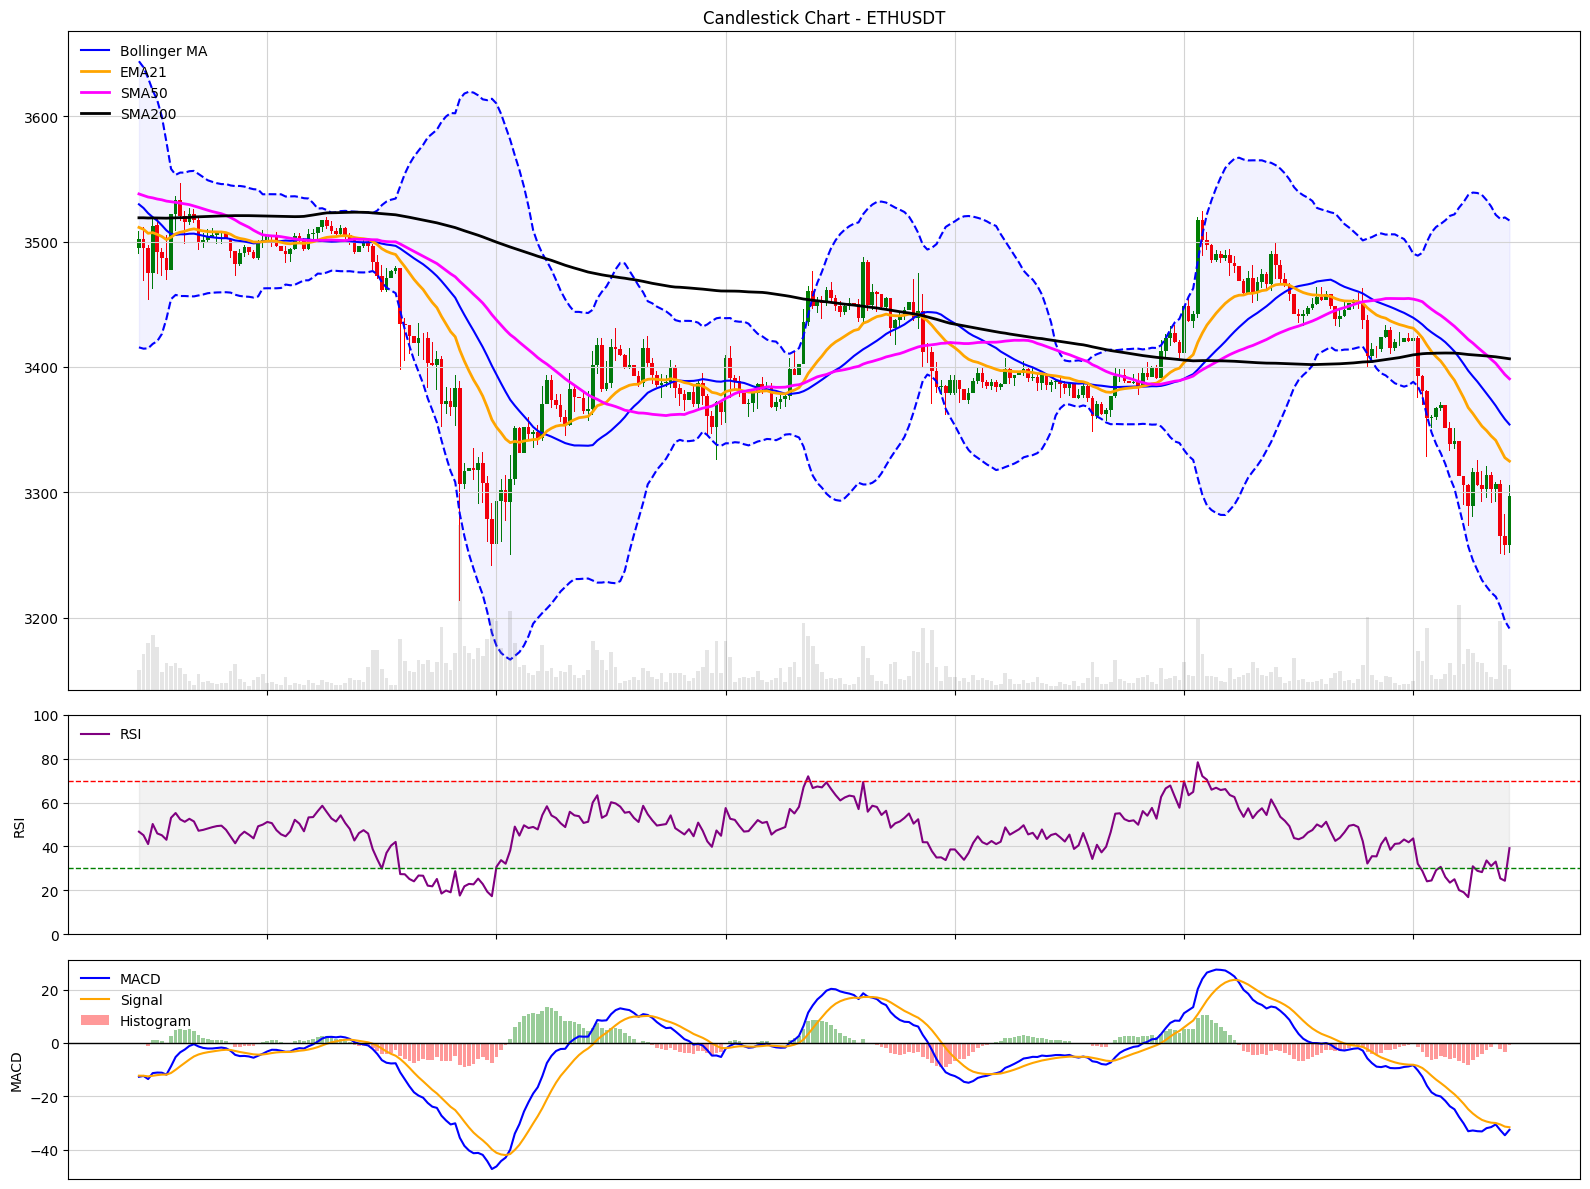 Candlestick Chart - ETHUSDT
Bollinger MA
EMA21
SMA50
SMA200
3600
3500
3400
3300
3200
RSI
100
80
60
40
20
0
RSI
MACD
Signal
Histogram
20
0
−20
−40
MACD